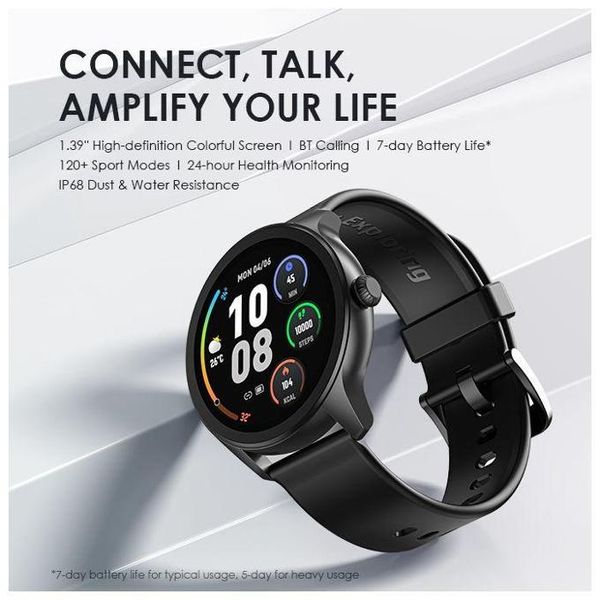 CONNECT, TALK,
AMPLIFY YOUR LIFE
1.39" High-definition Colorful Screen | BT Calling | 7-day Battery Life*
120+ Sport Modes | 24-hour Health Monitoring
IP68 Dust & Water Resistance
Exploring
MON 04/06
24°
45
MIN
10
26°C
10000
STEPS
08
104
KCAL
32°
*7-day battery life for typical usage, 5-day for heavy usage